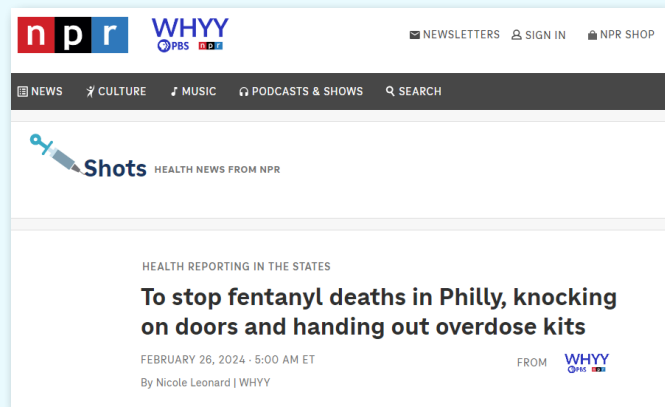 npr WHYY
PBS npr
NEWSLETTERS SIGN IN NPR SHOP
NEWS CULTURE MUSIC PODCASTS & SHOWS SEARCH
Shots HEALTH NEWS FROM NPR
HEALTH REPORTING IN THE STATES
To stop fentanyl deaths in Philly, knocking
on doors and handing out overdose kits
FEBRUARY 26, 2024 · 5:00 AM ET
FROM WHYY
PBS npr
By Nicole Leonard | WHYY